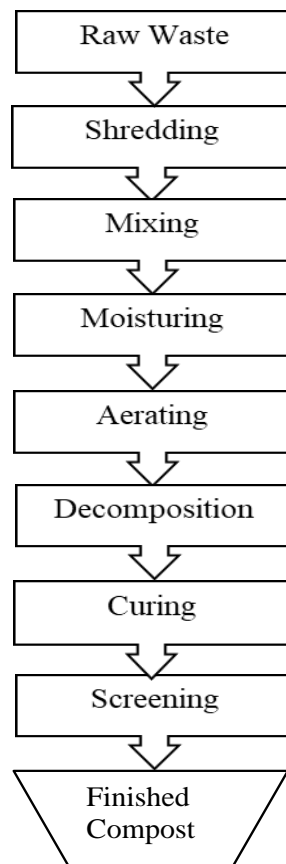 Raw Waste
Shredding
Mixing
Moisturing
Aerating
Decomposition
Curing
Screening
Finished
Compost